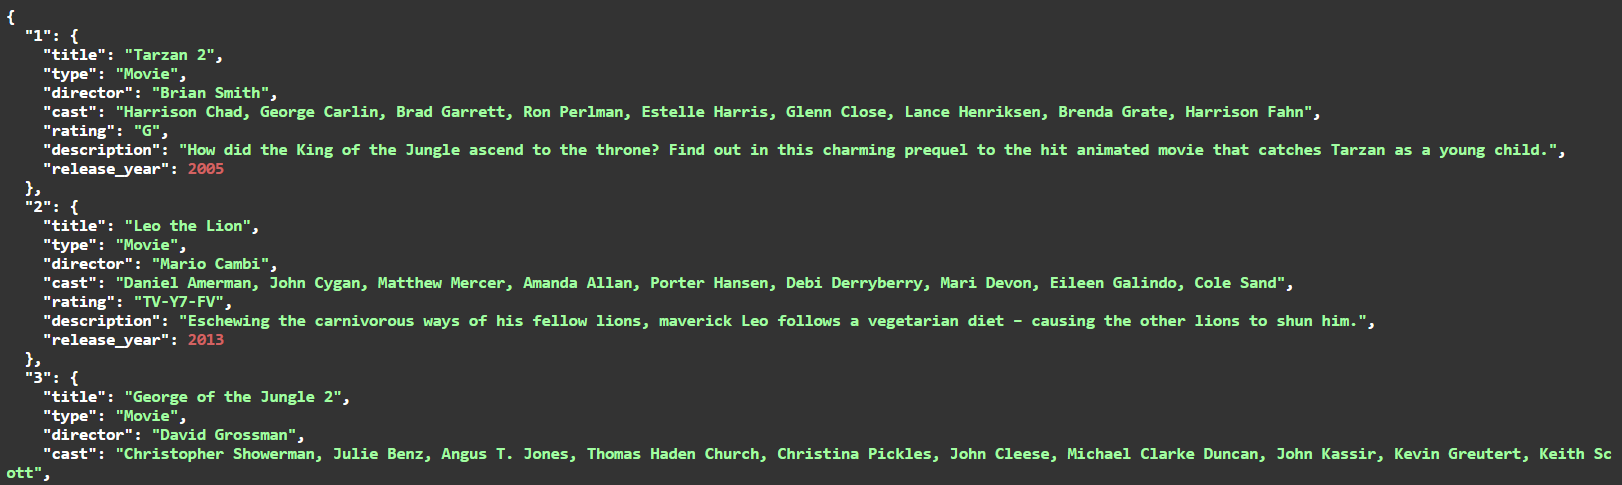 {
  "1": {
    "title": "Tarzan 2",
    "type": "Movie",
    "director": "Brian Smith",
    "cast": "Harrison Chad, George Carlin, Brad Garrett, Ron Perlman, Estelle Harris, Glenn Close, Lance Henriksen, Brenda Grate, Harrison Fahn",
    "rating": "G",
    "description": "How did the King of the Jungle ascend to the throne? Find out in this charming prequel to the hit animated movie that catches Tarzan as a young child.",
    "release_year": 2005
  },
  "2": {
    "title": "Leo the Lion",
    "type": "Movie",
    "director": "Mario Cambi",
    "cast": "Daniel Amerman, John Cygan, Matthew Mercer, Amanda Allan, Porter Hansen, Debi Derryberry, Mari Devon, Eileen Galindo, Cole Sand",
    "rating": "TV-Y7-FV",
    "description": "Eschewing the carnivorous ways of his fellow lions, maverick Leo follows a vegetarian diet – causing the other lions to shun him.",
    "release_year": 2013
  },
  "3": {
    "title": "George of the Jungle 2",
    "type": "Movie",
    "director": "David Grossman",
    "cast": "Christopher Showerman, Julie Benz, Angus T. Jones, Thomas Haden Church, Christina Pickles, John Cleese, Michael Clarke Duncan, John Kassir, Kevin Greutert, Keith Sc
ott",